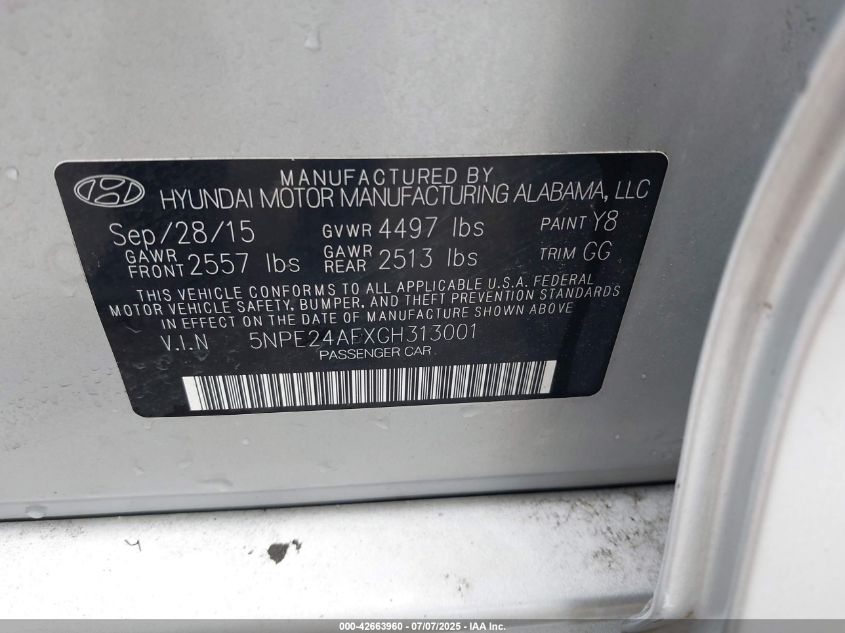 MANUFACTURED BY
HYUNDAI MOTOR MANUFACTURING ALABAMA, LLC
Sep/28/15 GVWR 4497 lbs PAINT Y8
GAWR FRONT 2557 lbs GAWR REAR 2513 lbs TRIM GG
THIS VEHICLE CONFORMS TO ALL APPLICABLE U.S.A. FEDERAL
MOTOR VEHICLE SAFETY, BUMPER, AND THEFT PREVENTION STANDARDS
IN EFFECT ON THE DATE OF MANUFACTURE SHOWN ABOVE
V.I.N 5NPE24AFXGH313001
PASSENGER CAR
000-42663960 - 07/07/2025 - IAA Inc.